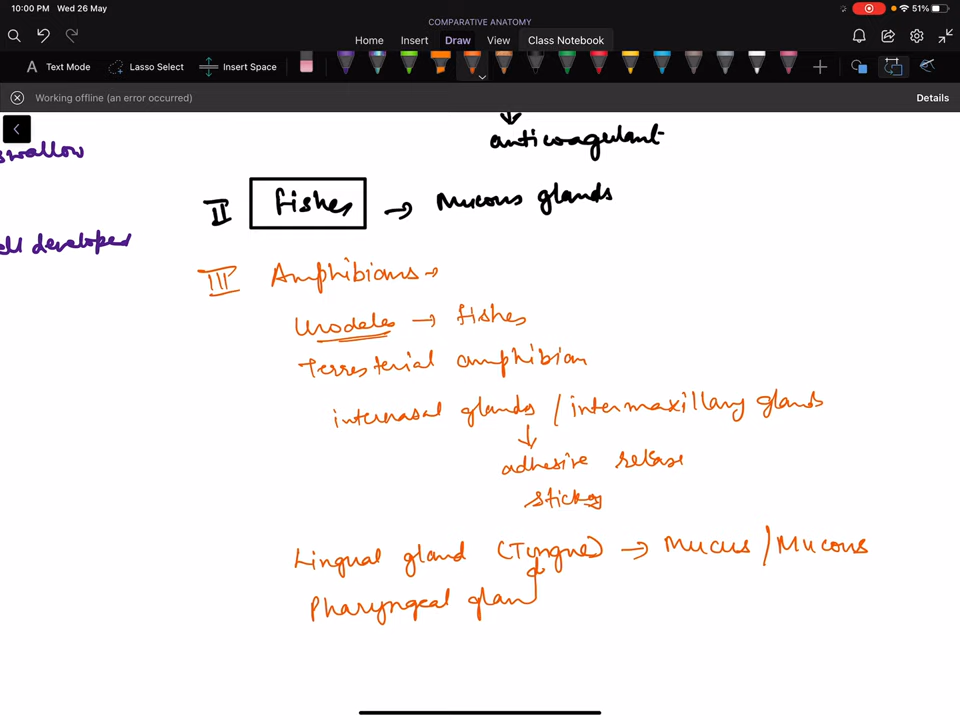 10:00 PM Wed 26 May
51%
COMPARATIVE ANATOMY
Home Insert Draw View Class Notebook
Text Mode Lasso Select Insert Space
Working offline (an error occurred) Details
anticoagulant
swallow
II Fishes → Mucous glands
ell developed
III Amphibians →
Urodeles → fishes
Terresterial amphibian
internasal glands / intermaxillary glands
↓
adhesive release
sticky
Lingual gland (Tongue) → Mucus / Mucous
Pharyngeal gland